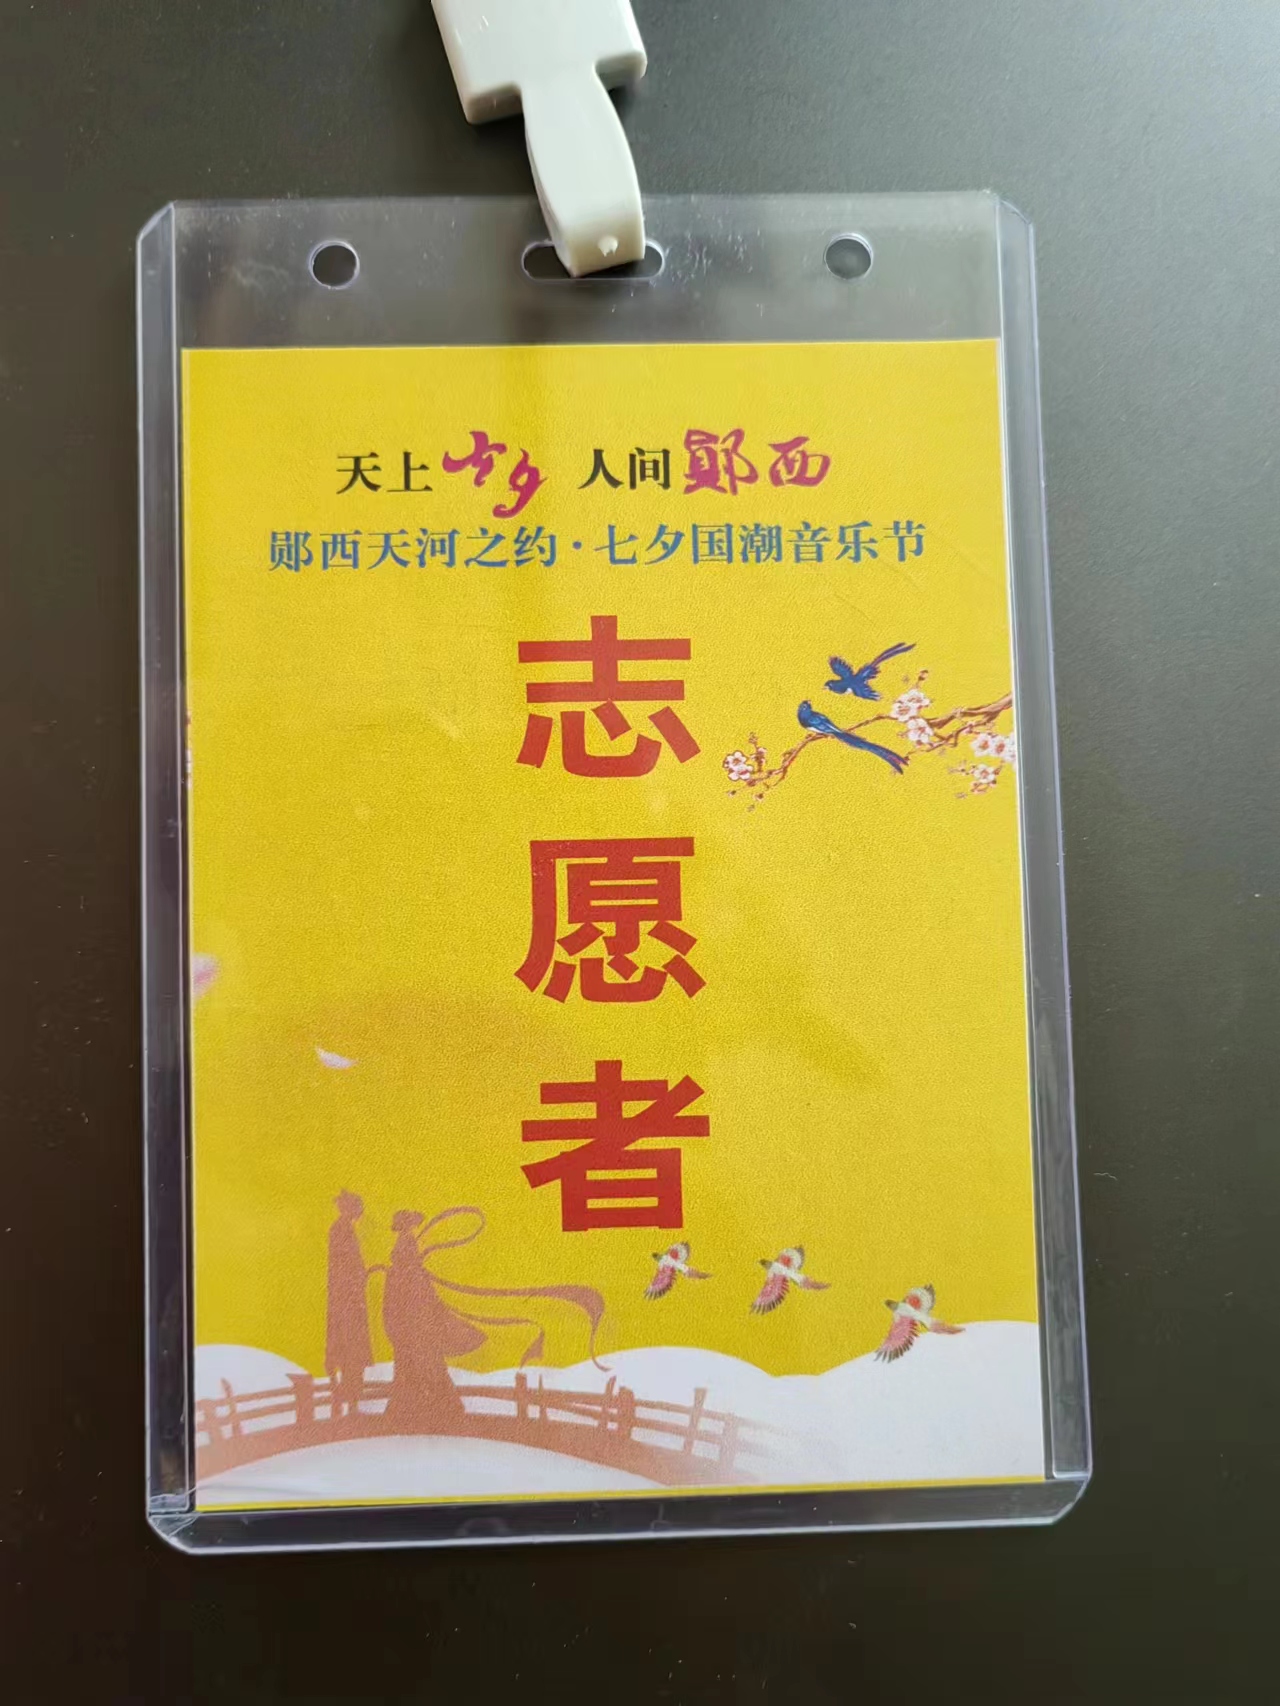 天上七夕 人间郧西
郧西天河之约·七夕国潮音乐节
志
愿
者